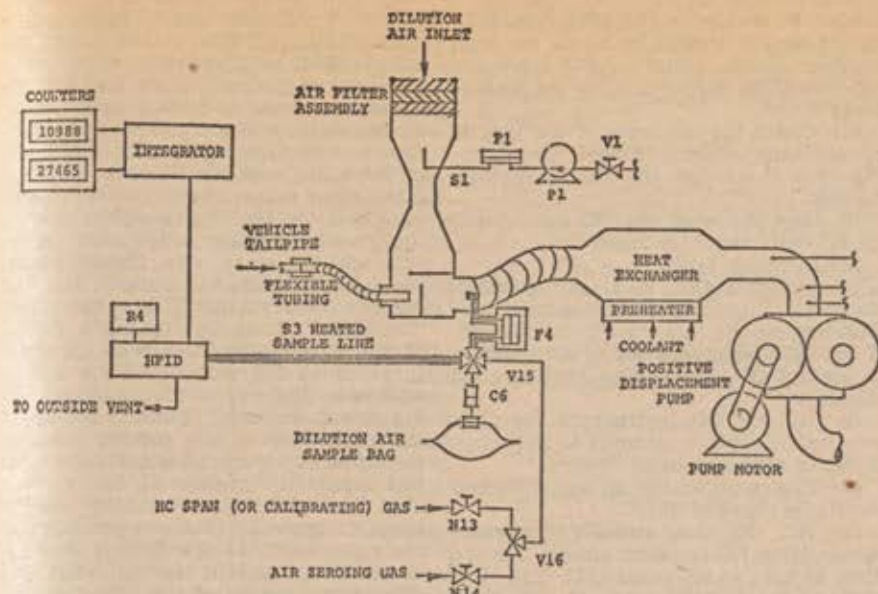 DILUTION
AIR INLET
AIR FILTER
ASSEMBLY
COUNTERS
10988
27465
INTEGRATOR
S1
F1
P1
V1
VEHICLE
TAILPIPE
FLEXIBLE
TUBING
HEAT
EXCHANGER
PREHEATER
COOLANT
R4
S3 HEATED
SAMPLE LINE
F4
HFID
V15
POSITIVE
DISPLACEMENT
PUMP
TO OUTSIDE VENT
C6
DILUTION AIR
SAMPLE BAG
PUMP MOTOR
HC SPAN (OR CALIBRATING) GAS
N13
V16
AIR ZEROING GAS
N14